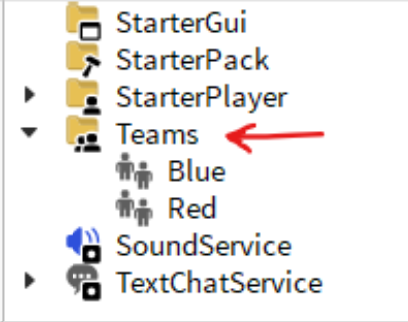 StarterGui
StarterPack
StarterPlayer
Teams
Blue
Red
SoundService
TextChatService